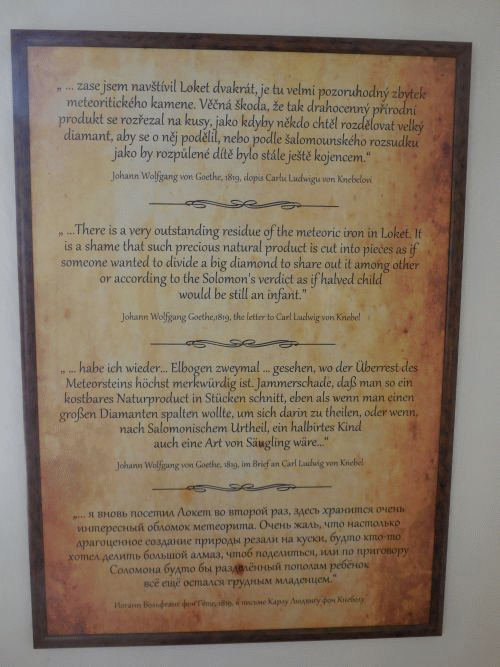 „ ... zase jsem navštívil Loket dvakrát, je tu velmi pozoruhodný zbytek
meteoritického kamene. Věčná škoda, že tak drahocenný přírodní
produkt se rozřezal na kusy, jako kdyby někdo chtěl rozdělovat velký
diamant, aby se o něj podělil, nebo podle šalomounského rozsudku
jako by rozpůlené dítě bylo stále ještě kojencem.“
Johann Wolfgang von Goethe, 1819, dopis Carlu Ludwigu von Knebelovi
„ ...There is a very outstanding residue of the meteoric iron in Loket. It
is a shame that such precious natural product is cut into pieces as if
someone wanted to divide a big diamond to share out it among other
or according to the Solomon's verdict as if halved child
would be still an infant.”
Johann Wolfgang Goethe,1819, the letter to Carl Ludwig von Knebel
„ ... habe ich wieder... Elbogen zweymal ... gesehen, wo der Überrest des
Meteorsteins höchst merkwürdig ist. Jammerschade, daß man so ein
kostbares Naturproduct in Stücken schnitt, eben als wenn man einen
großen Diamanten spalten wollte, um sich darin zu theilen, oder wenn,
nach Salomonischem Urtheil, ein halbirtes Kind
auch eine Art von Säugling wäre...“
Johann Wolfgang von Goethe, 1819, im Brief an Carl Ludwig von Knebel
„... я вновь посетил Локет во второй раз, здесь хранится очень
интересный обломок метеорита. Очень жаль, что настолько
драгоценное создание природы резали на куски, будто кто-то
хотел делить большой алмаз, чтоб поделиться, или по приговору
Соломона будто бы разделённый пополам ребёнок
всё ещё остался грудным младенцем.“
Иоганн Вольфганг фон Гёте, 1819, в письме Карлу Людвигу фон Кнебелу